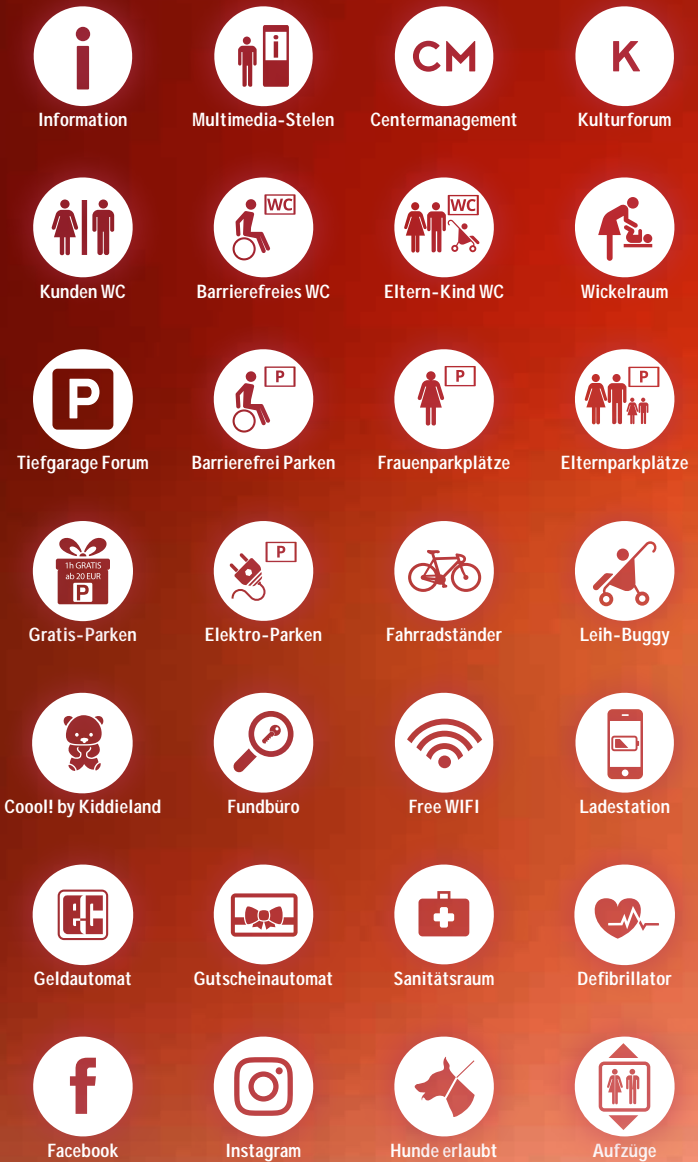 i
i
CM
K
Information
Multimedia-Stelen
Centermanagement
Kulturforum
WC
WC
Kunden WC
Barrierefreies WC
Eltern-Kind WC
Wickelraum
P
P
P
P
Tiefgarage Forum
Barrierefrei Parken
Frauenparkplätze
Elternparkplätze
1h GRATIS
ab 20 EUR
P
P
Gratis-Parken
Elektro-Parken
Fahrradständer
Leih-Buggy
Coool! by Kiddieland
Fundbüro
Free WIFI
Ladestation
EC
Geldautomat
Gutscheinautomat
Sanitätsraum
Defibrillator
f
Facebook
Instagram
Hunde erlaubt
Aufzüge